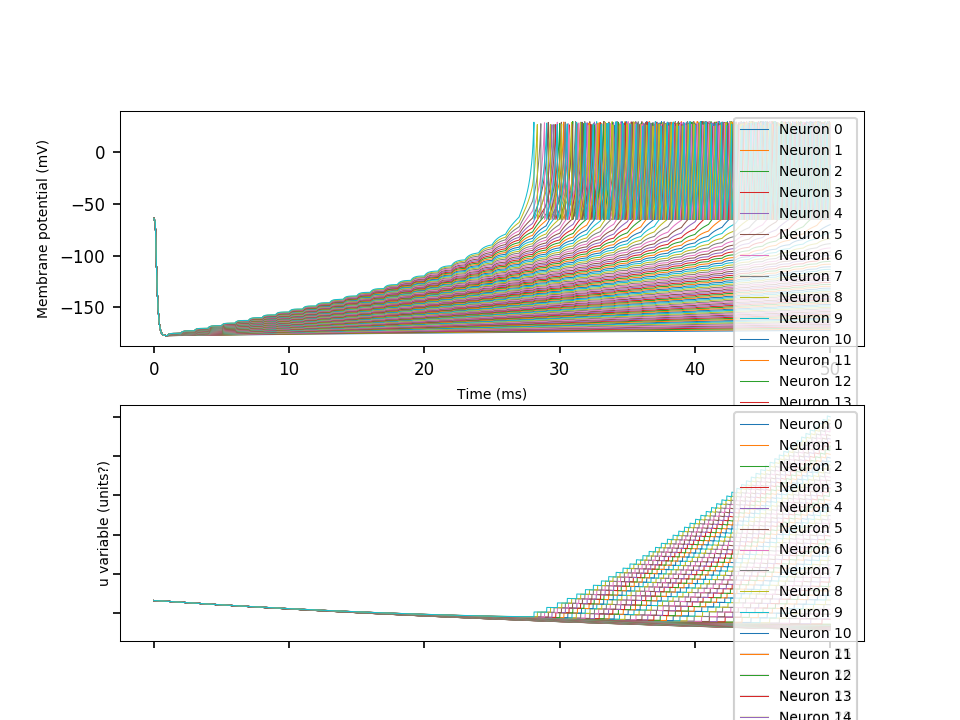 Membrane potential (mV)
0
−50
−100
−150
0
10
20
30
40
50
Time (ms)
Neuron 0
Neuron 1
Neuron 2
Neuron 3
Neuron 4
Neuron 5
Neuron 6
Neuron 7
Neuron 8
Neuron 9
Neuron 10
Neuron 11
Neuron 12
Neuron 13
u variable (units?)
Neuron 0
Neuron 1
Neuron 2
Neuron 3
Neuron 4
Neuron 5
Neuron 6
Neuron 7
Neuron 8
Neuron 9
Neuron 10
Neuron 11
Neuron 12
Neuron 13
Neuron 14